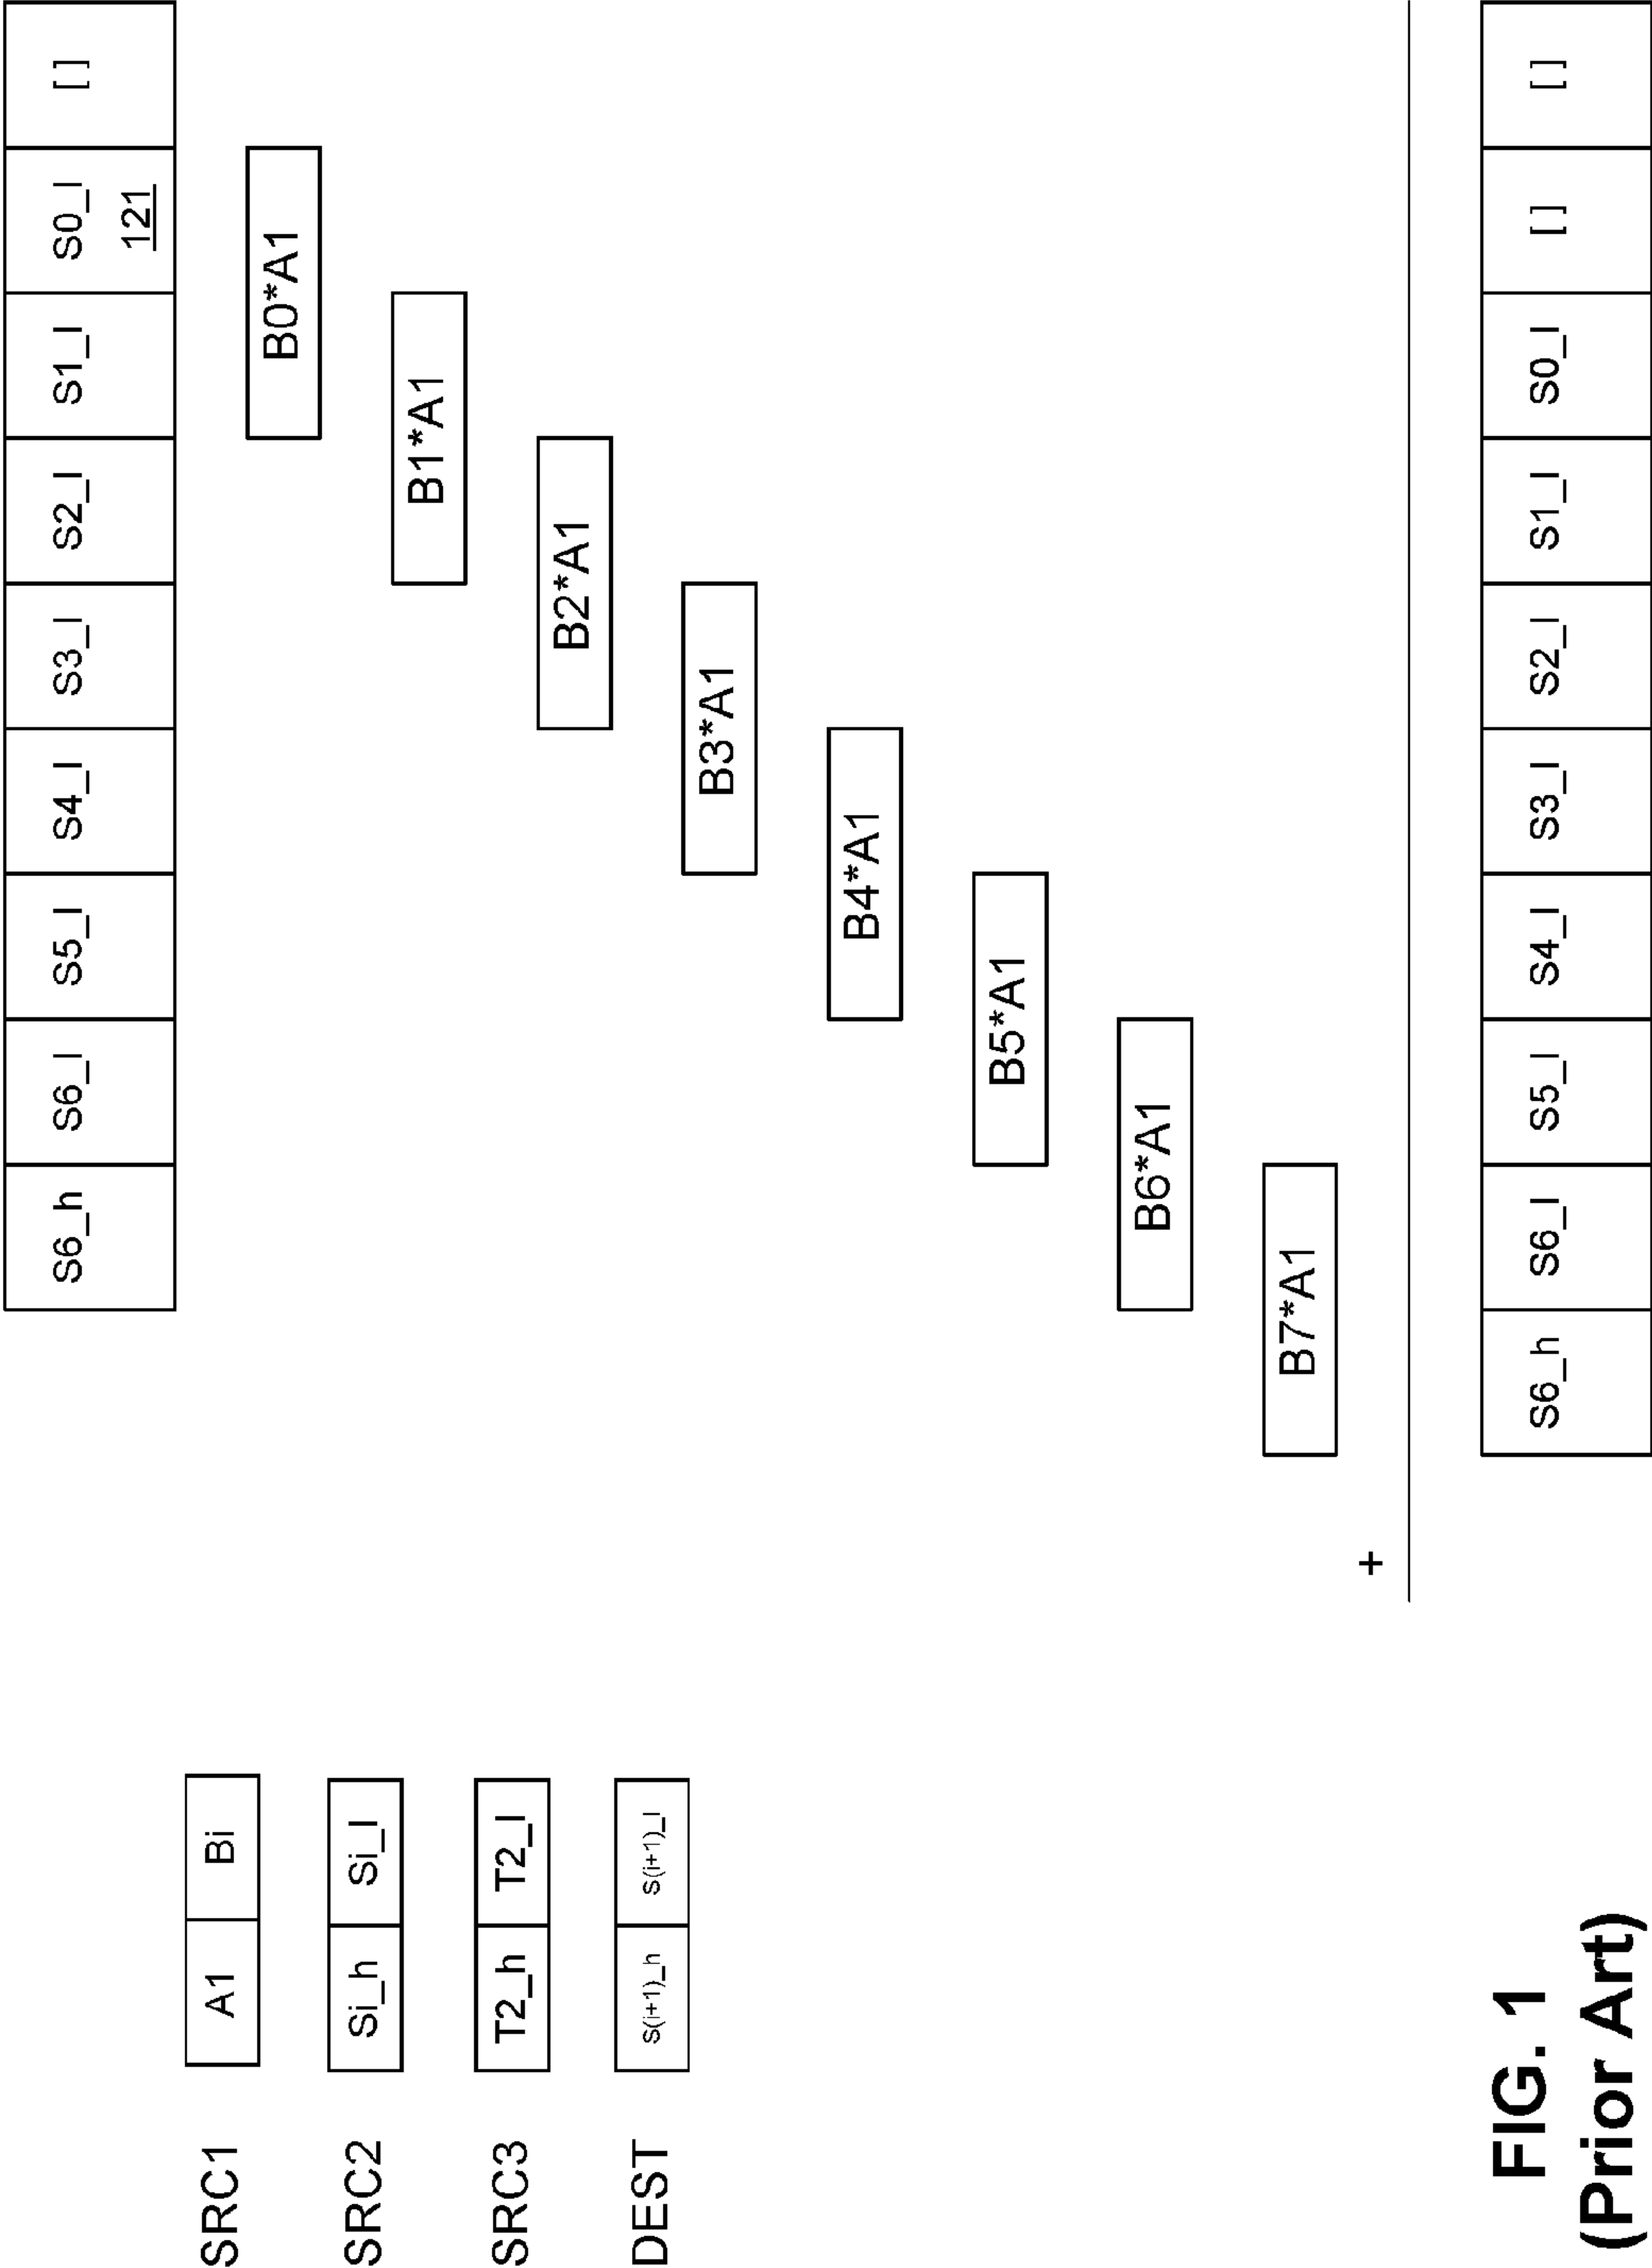 S6_h S6_l S5_l S4_l S3_l S2_l S1_l S0_l [ ]
121
SRC1 A1 Bi
B0*A1
SRC2 Si_h Si_l
B1*A1
SRC3 T2_h T2_l
B2*A1
DEST S(i+1)_h S(i+1)_l
B3*A1
B4*A1
B5*A1
B6*A1
B7*A1
+
S6_h S6_l S5_l S4_l S3_l S2_l S1_l S0_l [ ] [ ]
FIG. 1
(Prior Art)